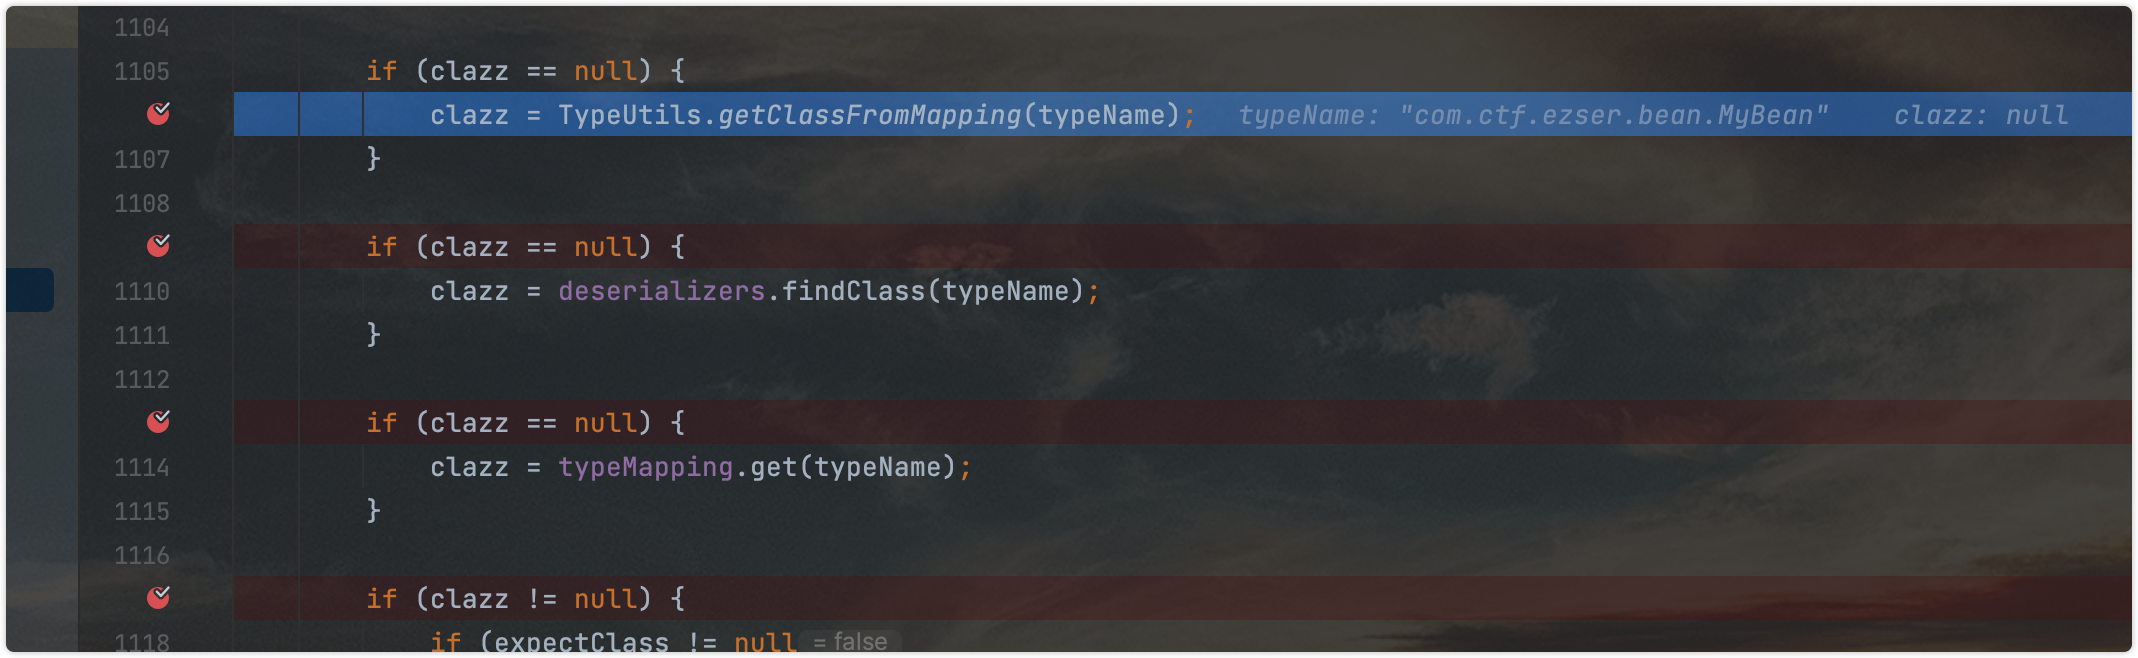 1104
1105 if (clazz == null) {
clazz = TypeUtils.getClassFromMapping(typeName); typeName: "com.ctf.ezser.bean.MyBean" clazz: null
1107 }
1108
if (clazz == null) {
1110 clazz = deserializers.findClass(typeName);
1111 }
1112
if (clazz == null) {
1114 clazz = typeMapping.get(typeName);
1115 }
1116
if (clazz != null) {
1118 if (expectClass != null = false